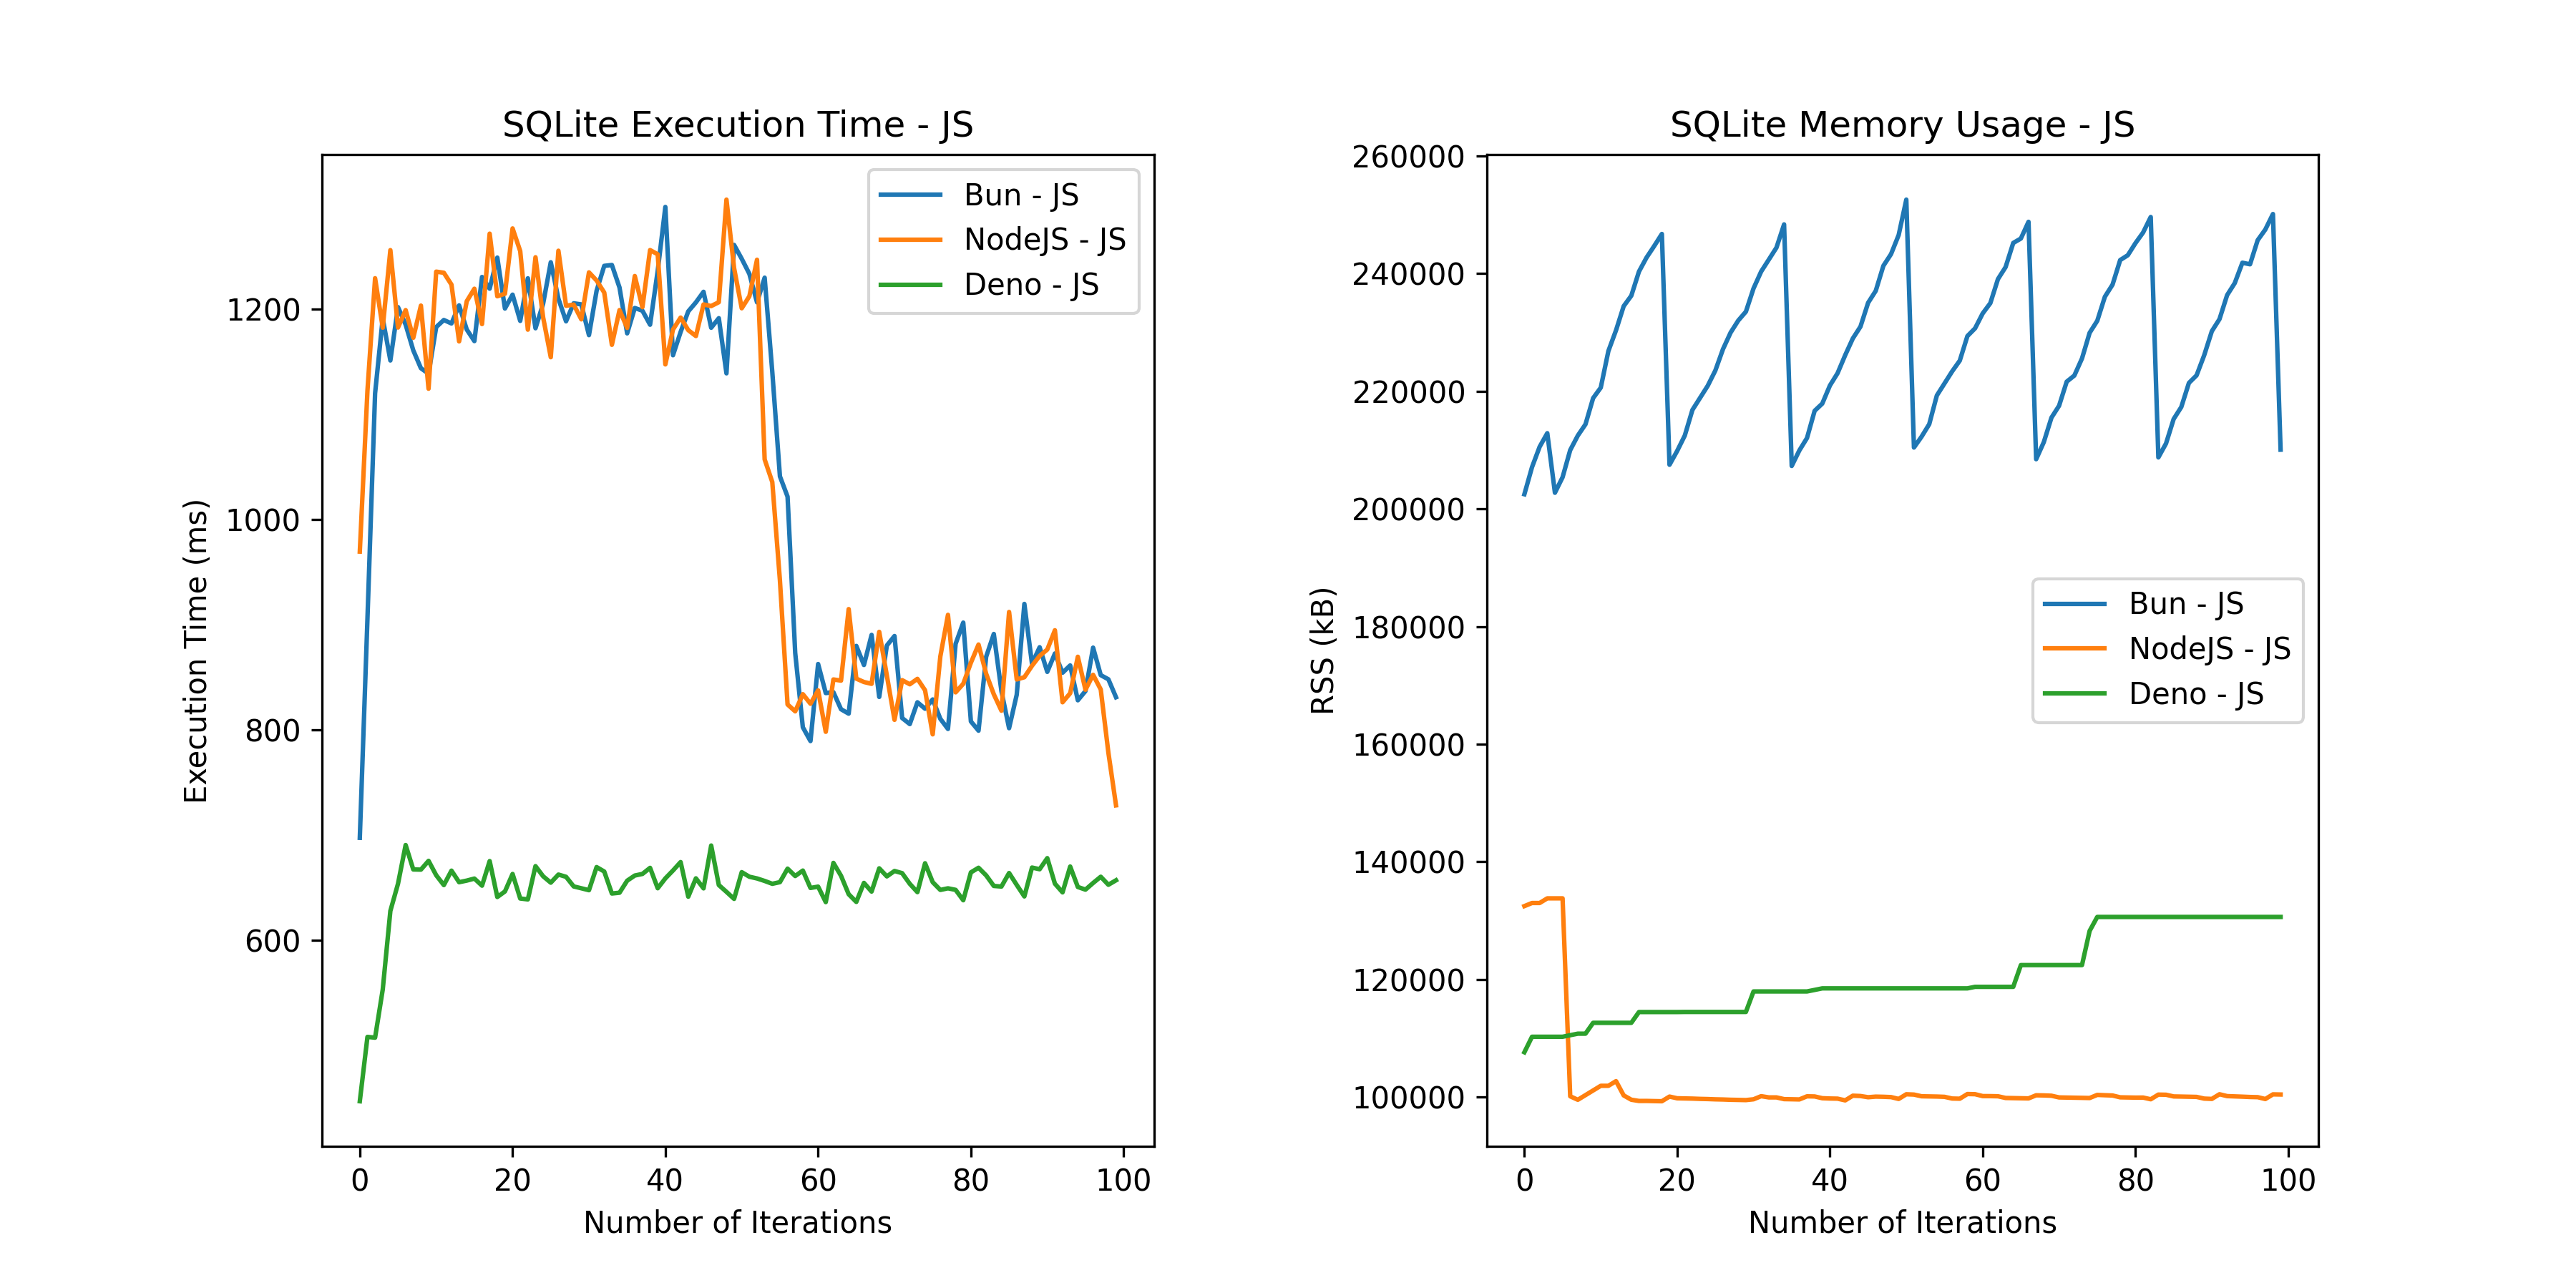 SQLite Execution Time - JS
Bun - JS
NodeJS - JS
Deno - JS
1200
1000
800
600
Execution Time (ms)
0 20 40 60 80 100
Number of Iterations
SQLite Memory Usage - JS
260000
240000
220000
200000
180000
160000
140000
120000
100000
RSS (kB)
Bun - JS
NodeJS - JS
Deno - JS
0 20 40 60 80 100
Number of Iterations